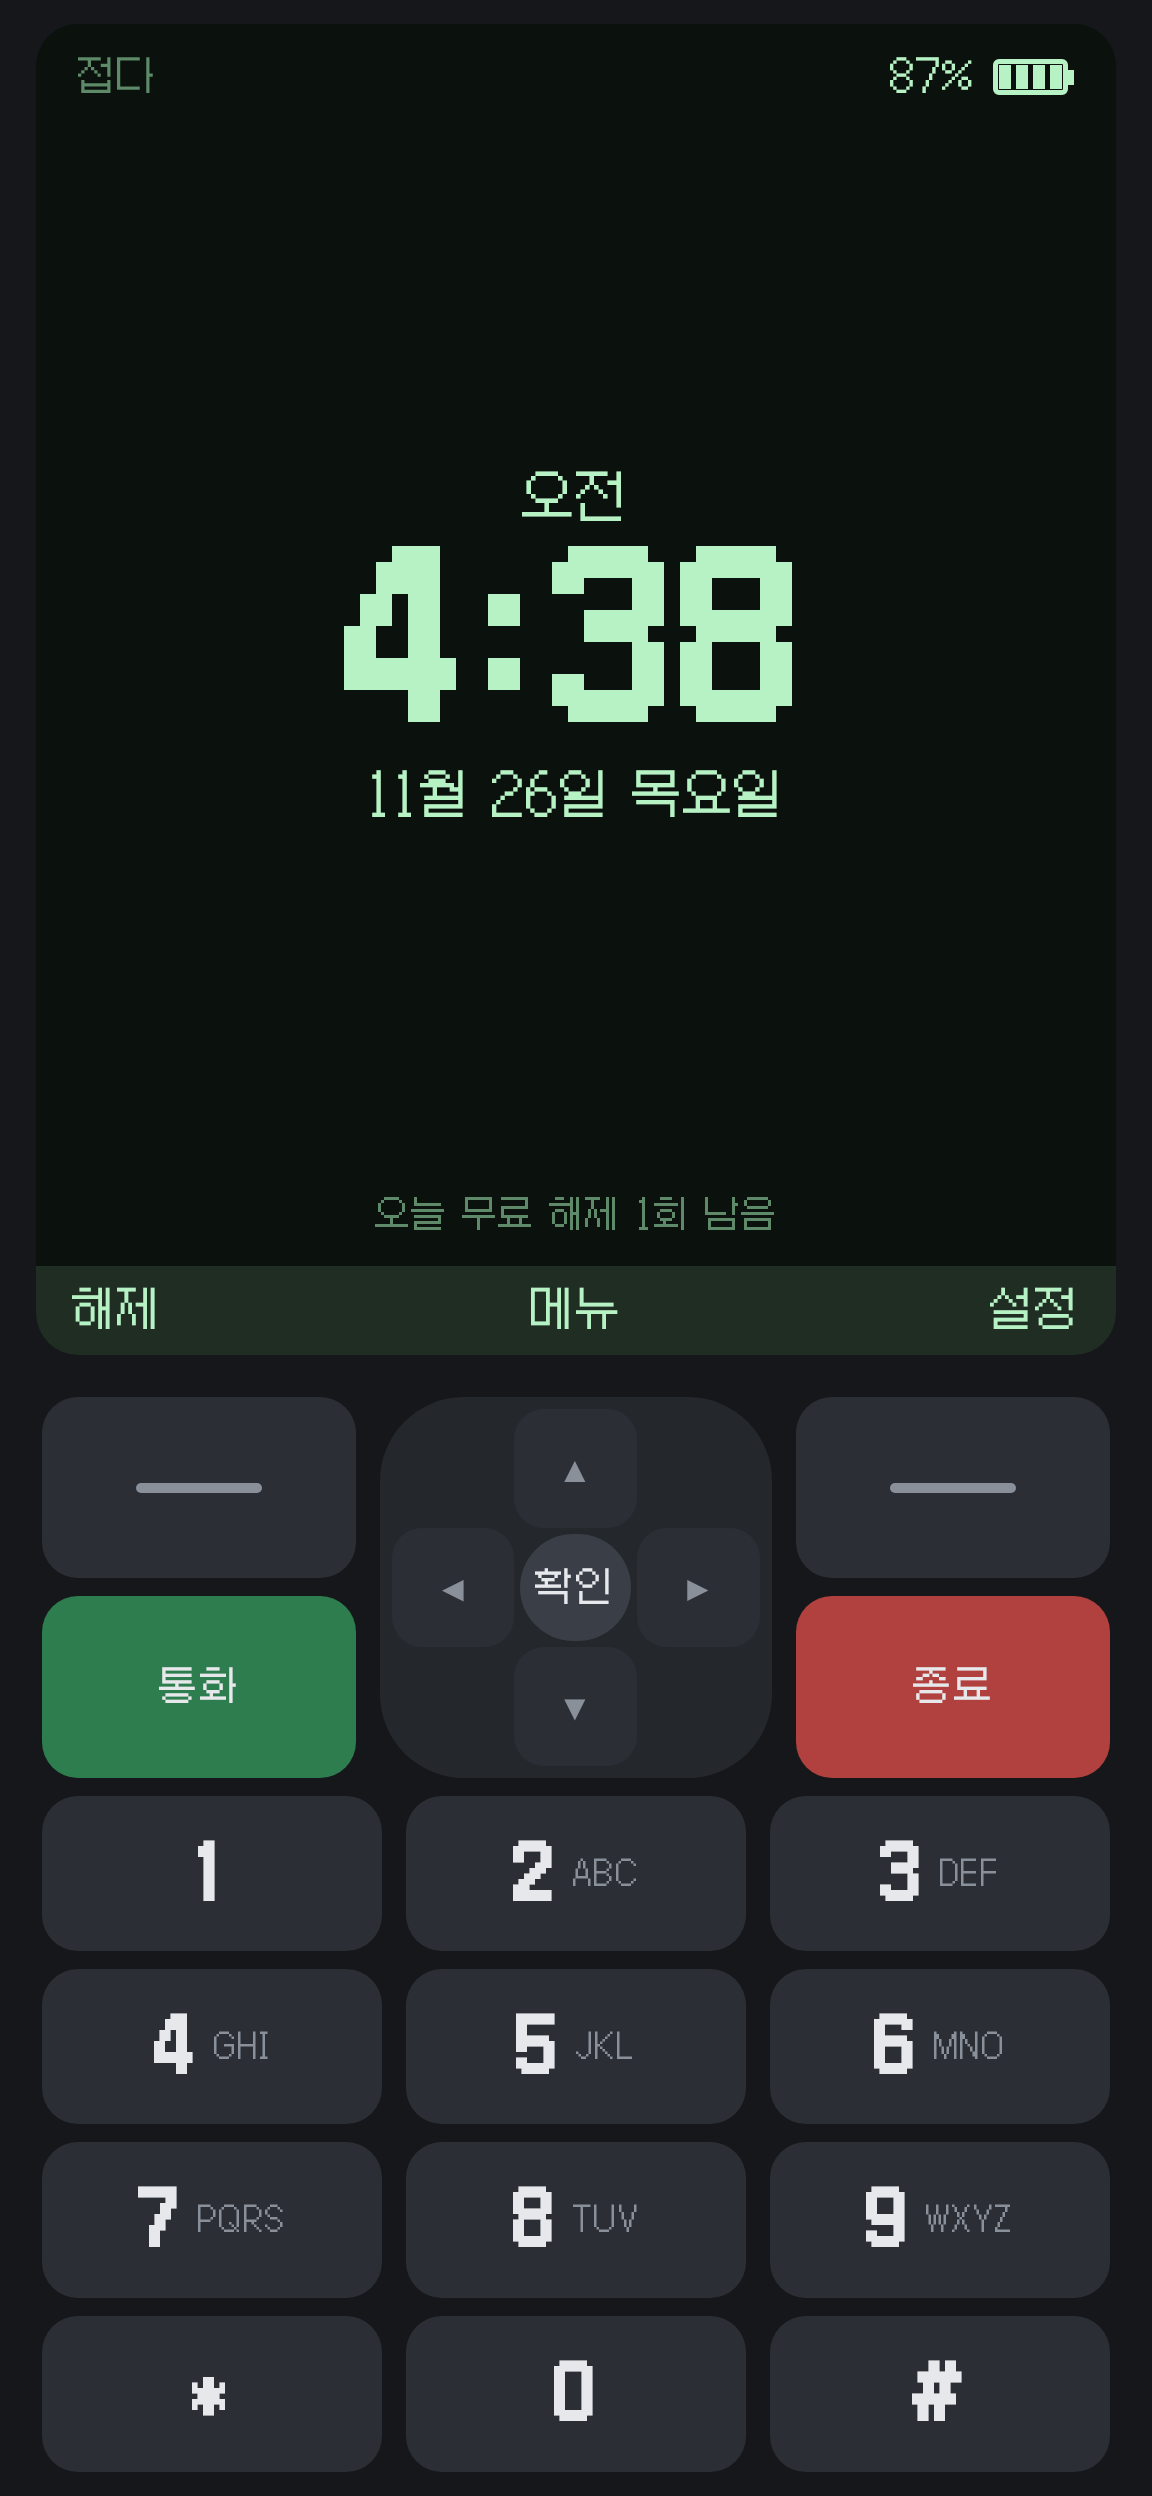 접다 87%
오전
4:38
11월 26일 목요일
오늘 무료 해제 1회 남음
해제 메뉴 설정
▲
◀ 확인 ▶
▼
통화 종료
1 2 ABC 3 DEF
4 GHI 5 JKL 6 MNO
7 PQRS 8 TUV 9 WXYZ
* 0 #